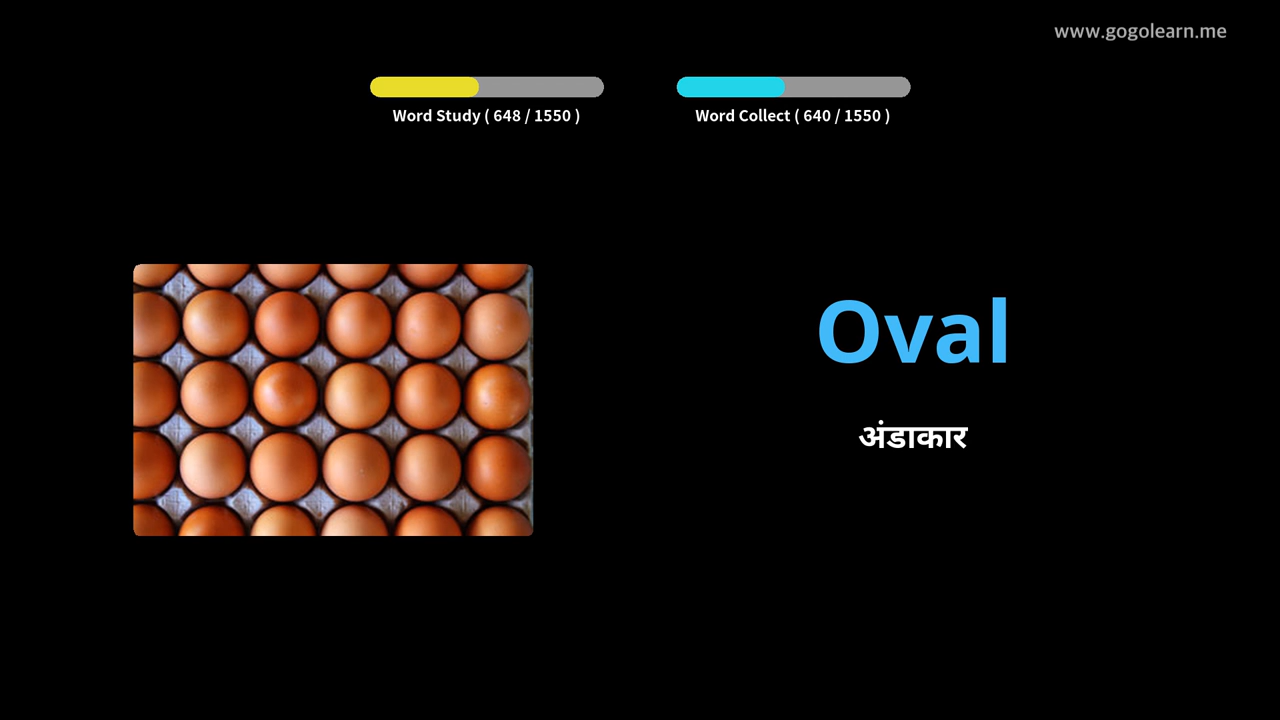 www.gogolearn.me
Word Study ( 648 / 1550 )
Word Collect ( 640 / 1550 )
Oval
अंडाकार